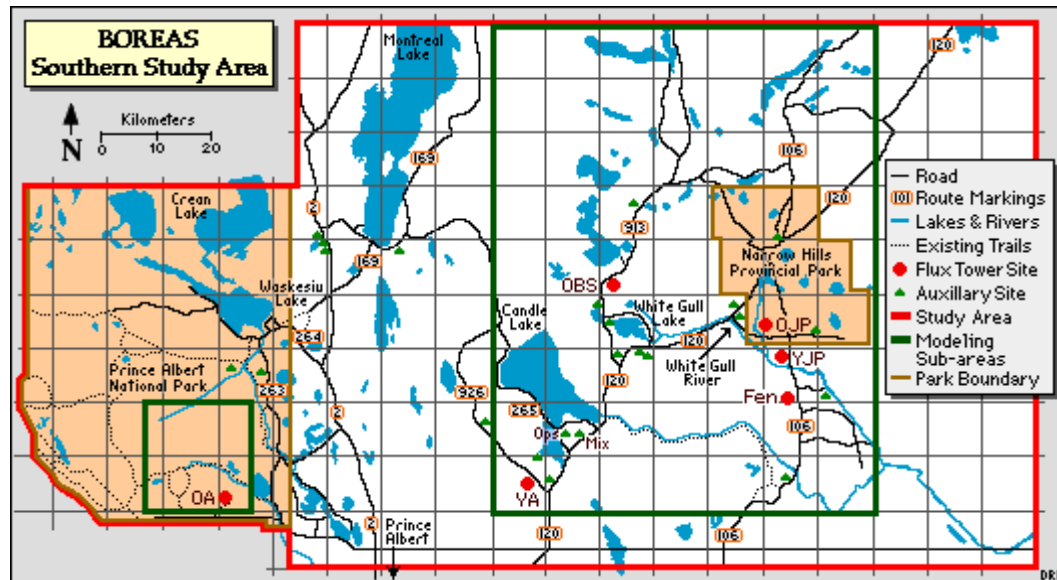 BOREAS
Southern Study Area
Kilometers
N
0 10 20
Montreal
Lake
120
169
106
Crean
Lake
2
913
120
169
Narrow Hills
Provincial Park
OBS
Waskesiu
Lake
Candle
Lake
White Gull
Lake
OJP
264
120
White Gull
River
YJP
Prince Albert
National Park
263
926
120
265
Fen
2
106
Ops
Mix
OA
YA
2
Prince
Albert
120
106
Road
101 Route Markings
Lakes & Rivers
Existing Trails
Flux Tower Site
Auxillary Site
Study Area
Modeling
Sub-areas
Park Boundary